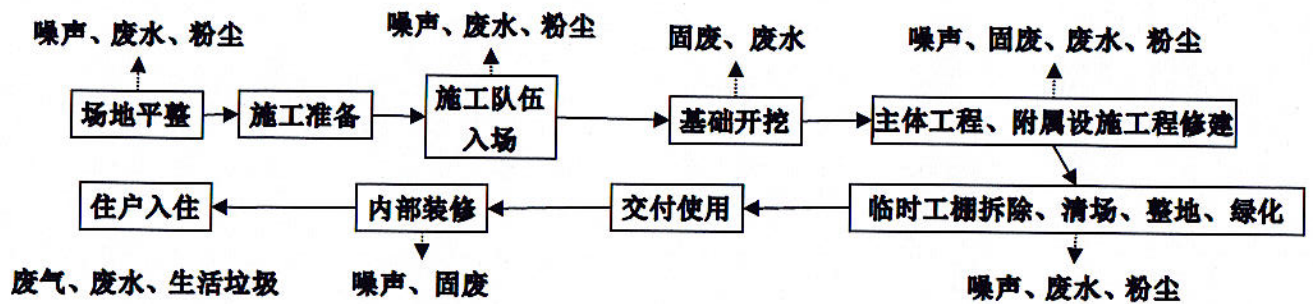 噪声、废水、粉尘
噪声、废水、粉尘
固废、废水
噪声、固废、废水、粉尘
场地平整
施工准备
施工队伍
入场
基础开挖
主体工程、附属设施工程修建
住户入住
内部装修
交付使用
临时工棚拆除、清场、整地、绿化
废气、废水、生活垃圾
噪声、固废
噪声、废水、粉尘